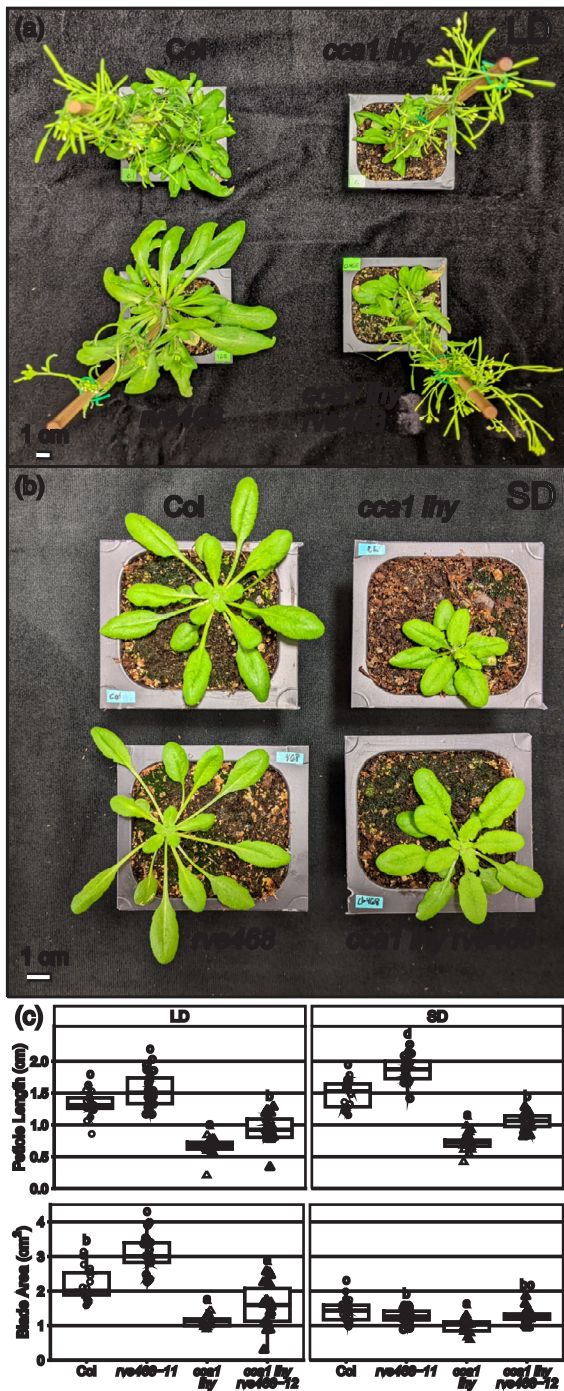 (a)
Col
cca1 lhy
LD
rve468
cca1 lhy
rve468
1 cm
(b)
Col
cca1 lhy
SD
Col
468
cl468
rve468
cca1 lhy rve468
1 cm
(c)
LD
SD
Petiole Length (cm)
2.0
1.5
1.0
0.5
0.0
c
a
b
c
d
a
b
Blade Area (cm²)
4
3
2
1
0
b
c
a
a
c
b
a
bc
Col
rve468-11
cca1
lhy
cca1 lhy
rve468-12
Col
rve468-11
cca1
lhy
cca1 lhy
rve468-12